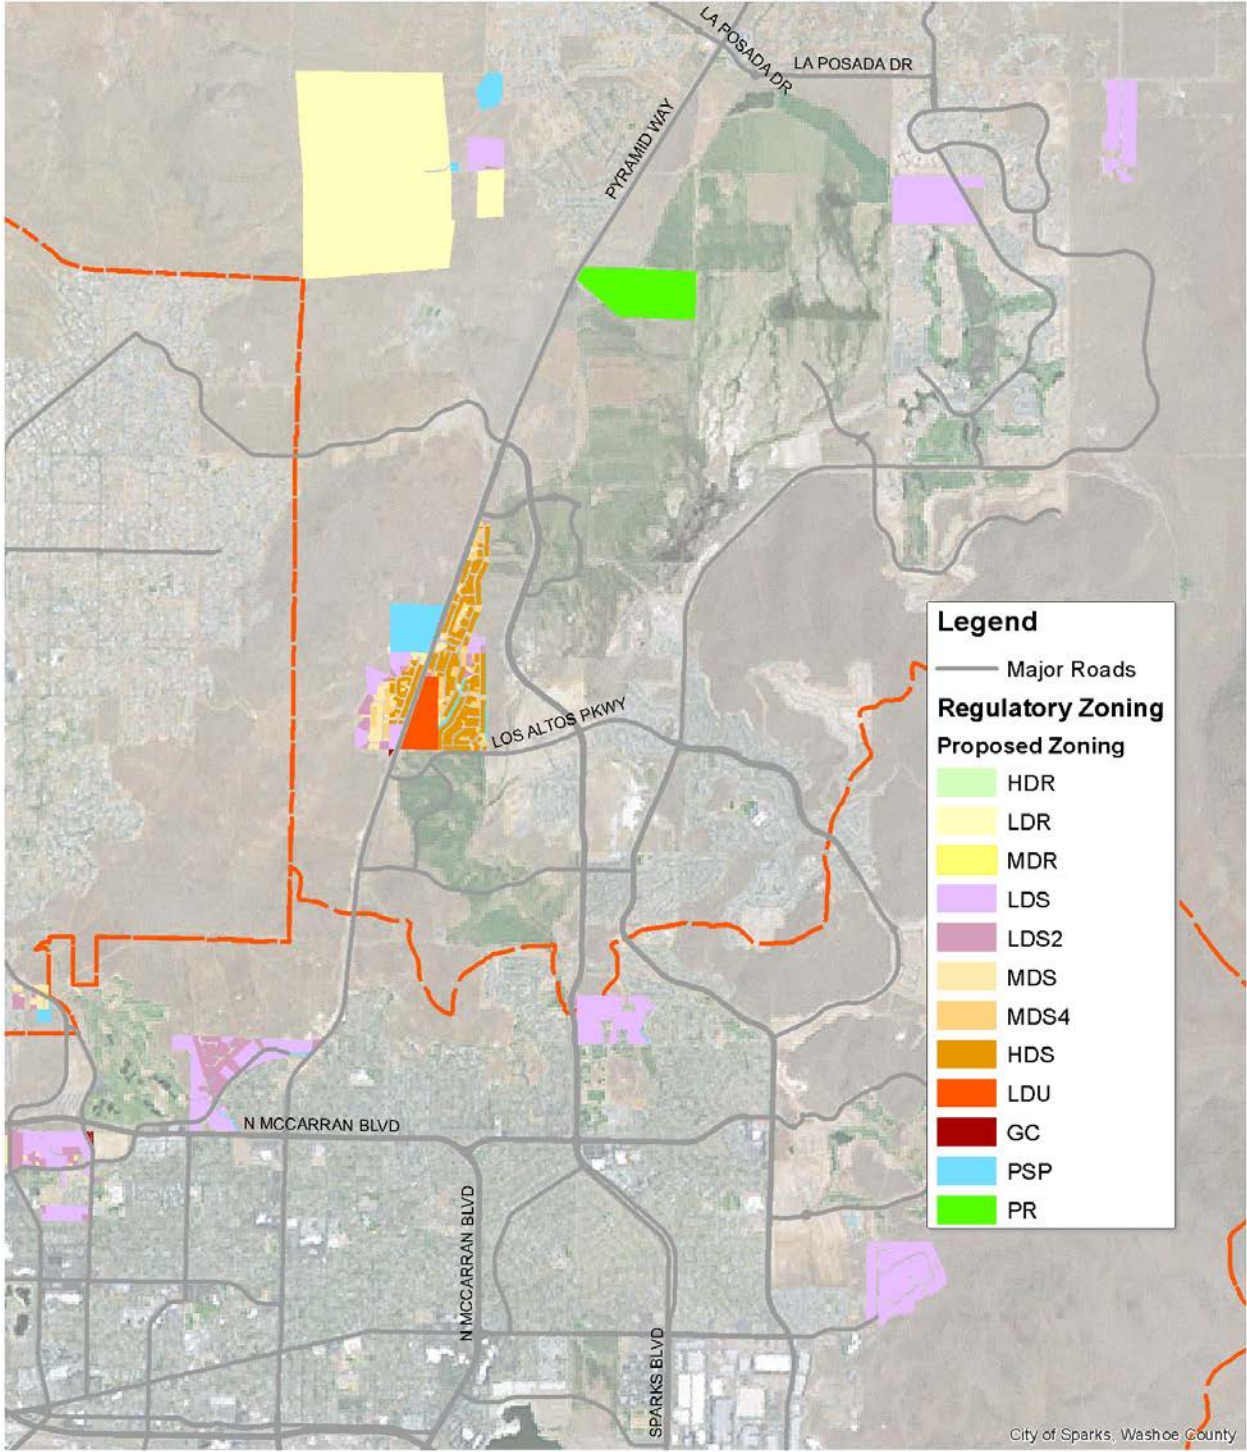 LA POSADA DR
LA POSADA DR
PYRAMID WAY
LOS ALTOS PKWY
N MCCARRAN BLVD
N MCCARRAN BLVD
SPARKS BLVD
Legend
Major Roads
Regulatory Zoning
Proposed Zoning
HDR
LDR
MDR
LDS
LDS2
MDS
MDS4
HDS
LDU
GC
PSP
PR
City of Sparks, Washoe County